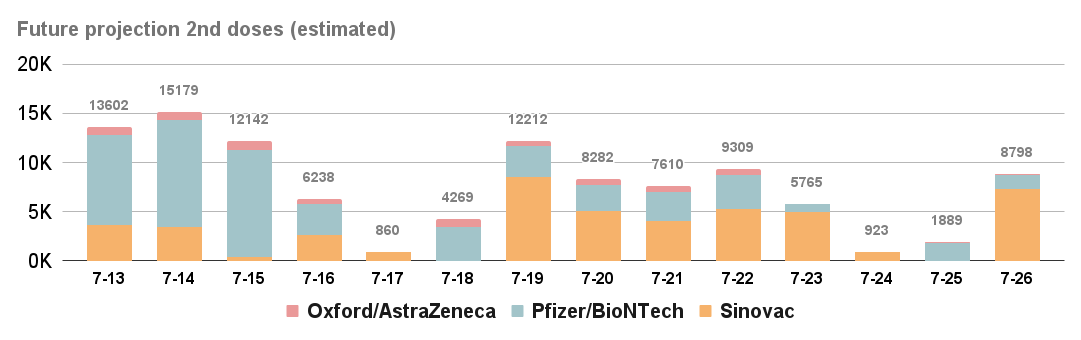 Future projection 2nd doses (estimated)
20K
15K
10K
5K
0K
13602
15179
12142
6238
860
4269
12212
8282
7610
9309
5765
923
1889
8798
7-13 7-14 7-15 7-16 7-17 7-18 7-19 7-20 7-21 7-22 7-23 7-24 7-25 7-26
Oxford/AstraZeneca Pfizer/BioNTech Sinovac